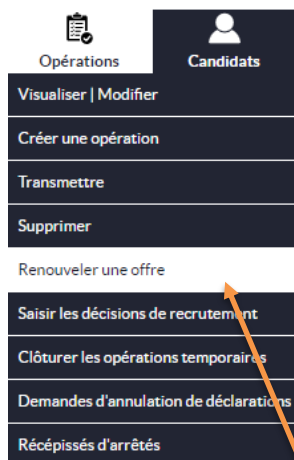 Opérations
Candidats
Visualiser | Modifier
Créer une opération
Transmettre
Supprimer
Renouveler une offre
Saisir les décisions de recrutement
Clôturer les opérations temporaires
Demandes d'annulation de déclarations
Récépissés d'arrêtés